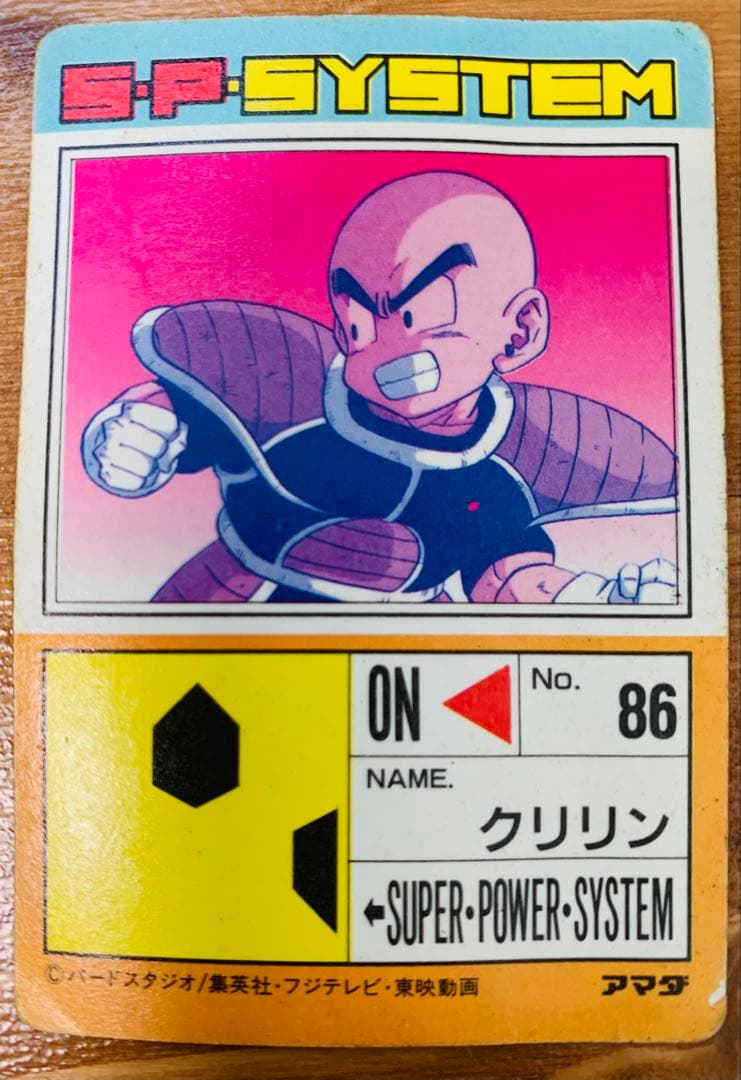 S・P・SYSTEM
ON
No.
86
NAME.
クリリン
←SUPER・POWER・SYSTEM
©バードスタジオ/集英社・フジテレビ・東映動画
アマダ